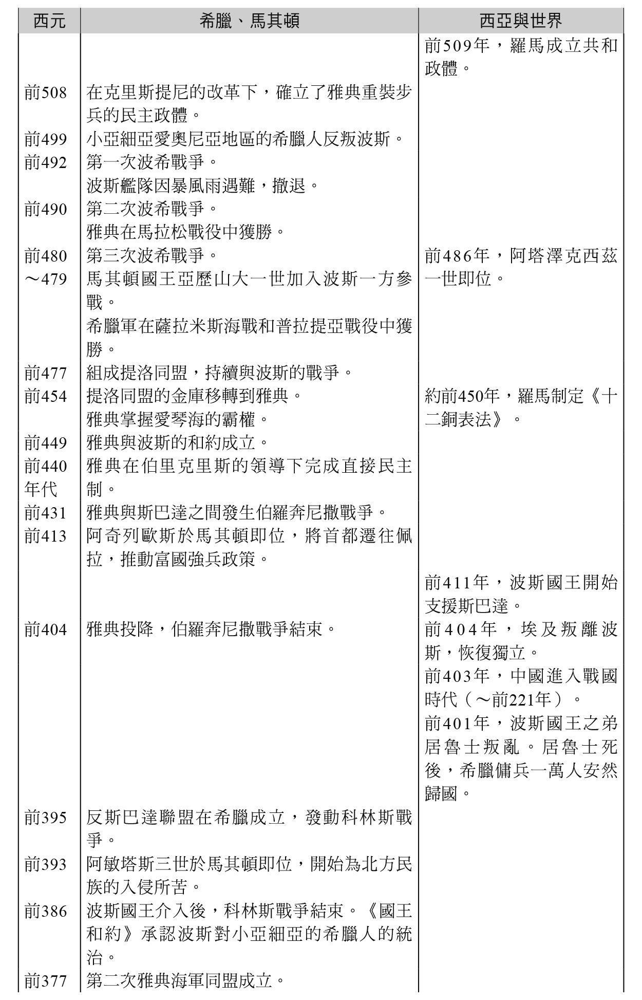 西元 希臘、馬其頓 西亞與世界
前509年，羅馬成立共和
政體。
前508 在克里斯提尼的改革下，確立了雅典重裝步
兵的民主政體。
前499 小亞細亞愛奧尼亞地區的希臘人反叛波斯。
前492 第一次波希戰爭。
波斯艦隊因暴風雨遇難，撤退。
前490 第二次波希戰爭。
雅典在馬拉松戰役中獲勝。
前480 第三次波希戰爭。 前486年，阿塔澤克西茲
～479 馬其頓國王亞歷山大一世加入波斯一方參 一世即位。
戰。
希臘軍在薩拉米斯海戰和普拉提亞戰役中獲
勝。
前477 組成提洛同盟，持續與波斯的戰爭。
前454 提洛同盟的金庫移轉到雅典。 約前450年，羅馬制定《十
雅典掌握愛琴海的霸權。 二銅表法》。
前449 雅典與波斯的和約成立。
前440 雅典在伯里克里斯的領導下完成直接民主
年代 制。
前431 雅典與斯巴達之間發生伯羅奔尼撒戰爭。
前413 阿奇列歐斯於馬其頓即位，將首都遷往佩
拉，推動富國強兵政策。
前411年，波斯國王開始
支援斯巴達。
前404 雅典投降，伯羅奔尼撒戰爭結束。 前404年，埃及叛離波
斯，恢復獨立。
前403年，中國進入戰國
時代（～前221年）。
前401年，波斯國王之弟
居魯士叛亂。居魯士死
後，希臘傭兵一萬人安然
歸國。
前395 反斯巴達聯盟在希臘成立，發動科林斯戰
爭。
前393 阿敏塔斯三世於馬其頓即位，開始為北方民
族的入侵所苦。
前386 波斯國王介入後，科林斯戰爭結束。《國王
和約》承認波斯對小亞細亞的希臘人的統
治。
前377 第二次雅典海軍同盟成立。